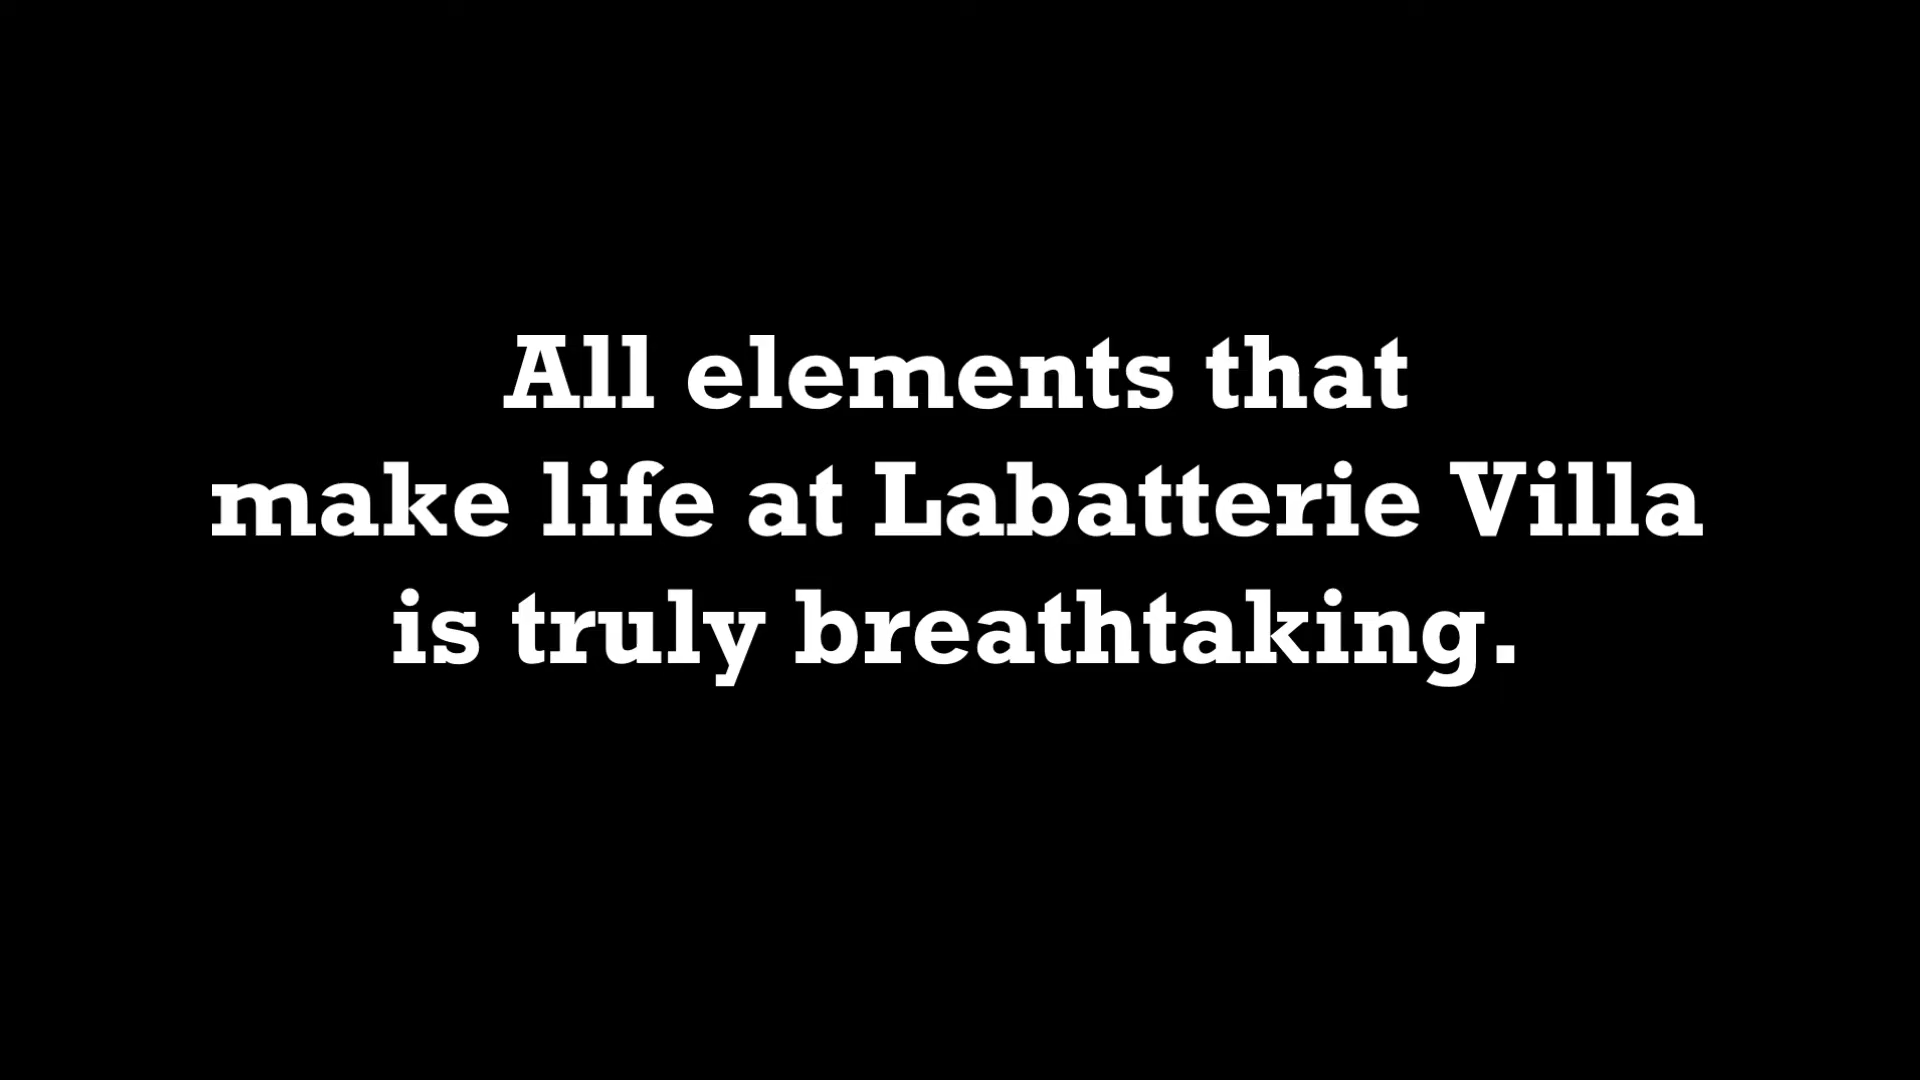 All elements that
make life at Labatterie Villa
is truly breathtaking.